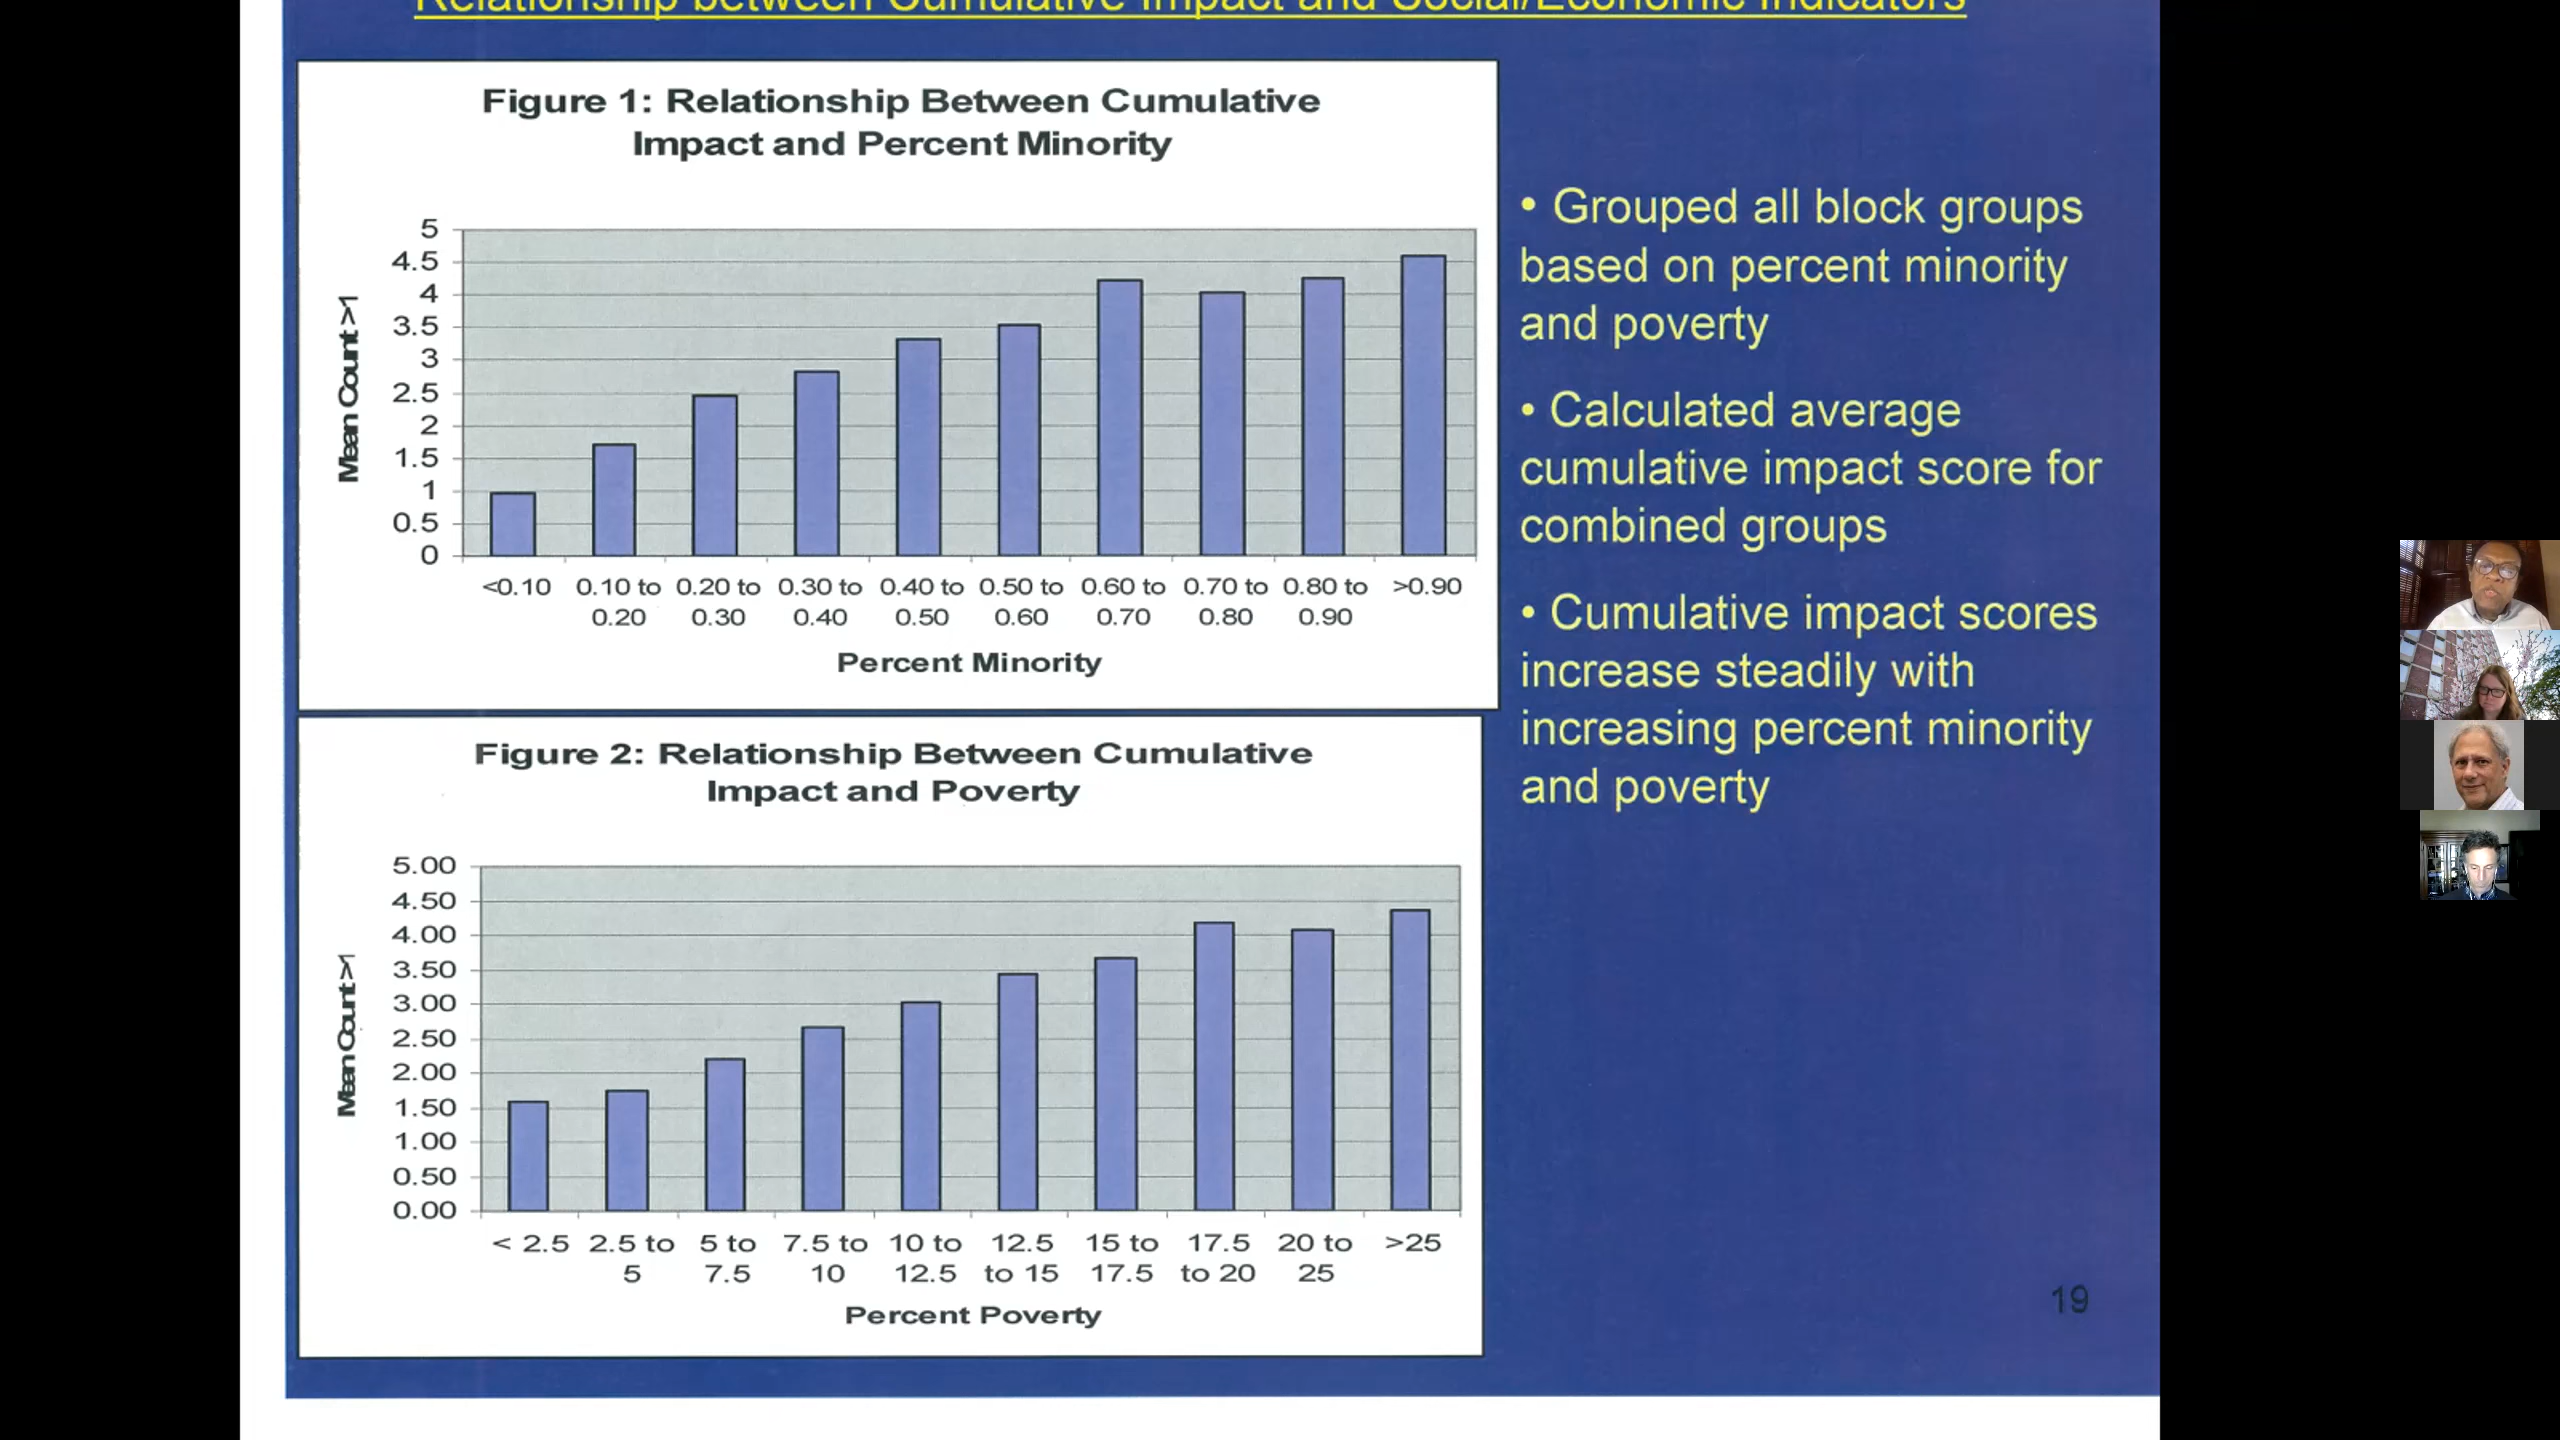 Relationship between Cumulative Impact and Social/Economic Indicators
Figure 1: Relationship Between Cumulative
Impact and Percent Minority
Mean Count >1
5
4.5
4
3.5
3
2.5
2
1.5
1
0.5
0
<0.10 0.10 to 0.20 to 0.30 to 0.40 to 0.50 to 0.60 to 0.70 to 0.80 to >0.90
0.20 0.30 0.40 0.50 0.60 0.70 0.80 0.90
Percent Minority
Figure 2: Relationship Between Cumulative
Impact and Poverty
Mean Count >1
5.00
4.50
4.00
3.50
3.00
2.50
2.00
1.50
1.00
0.50
0.00
< 2.5 2.5 to 5 to 7.5 to 10 to 12.5 15 to 17.5 20 to >25
5 7.5 10 12.5 to 15 17.5 to 20 25
Percent Poverty
• Grouped all block groups
based on percent minority
and poverty
• Calculated average
cumulative impact score for
combined groups
• Cumulative impact scores
increase steadily with
increasing percent minority
and poverty
19